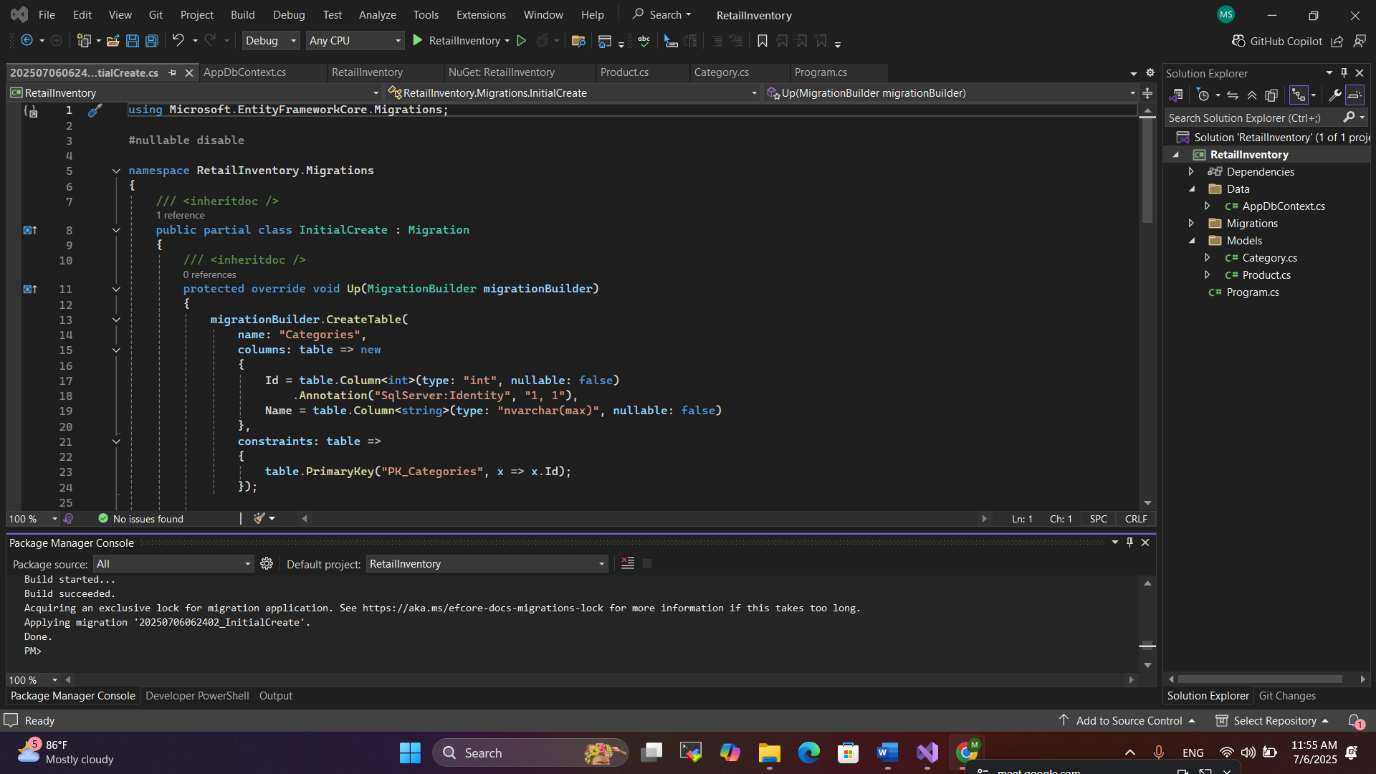 File Edit View Git Project Build Debug Test Analyze Tools Extensions Window Help Search RetailInventory MS
Debug Any CPU RetailInventory abc GitHub Copilot
202507060624...tialCreate.cs AppDbContext.cs RetailInventory NuGet: RetailInventory Product.cs Category.cs Program.cs
RetailInventory RetailInventory.Migrations.InitialCreate Up(MigrationBuilder migrationBuilder)
1 using Microsoft.EntityFrameworkCore.Migrations;
2
3 #nullable disable
4
5 namespace RetailInventory.Migrations
6 {
7 /// <inheritdoc />
1 reference
8 public partial class InitialCreate : Migration
9 {
10 /// <inheritdoc />
0 references
11 protected override void Up(MigrationBuilder migrationBuilder)
12 {
13 migrationBuilder.CreateTable(
14 name: "Categories",
15 columns: table => new
16 {
17 Id = table.Column<int>(type: "int", nullable: false)
18 .Annotation("SqlServer:Identity", "1, 1"),
19 Name = table.Column<string>(type: "nvarchar(max)", nullable: false)
20 },
21 constraints: table =>
22 {
23 table.PrimaryKey("PK_Categories", x => x.Id);
24 });
25
100 % No issues found Ln: 1 Ch: 1 SPC CRLF
Package Manager Console
Package source: All Default project: RetailInventory
Build started...
Build succeeded.
Acquiring an exclusive lock for migration application. See https://aka.ms/efcore-docs-migrations-lock for more information if this takes too long.
Applying migration '20250706062402_InitialCreate'.
Done.
PM>
100 %
Package Manager Console Developer PowerShell Output
Solution Explorer
Search Solution Explorer (Ctrl+;)
Solution 'RetailInventory' (1 of 1 proje
RetailInventory
Dependencies
Data
C# AppDbContext.cs
Migrations
Models
C# Category.cs
C# Product.cs
C# Program.cs
Solution Explorer Git Changes
Ready Add to Source Control Select Repository 1
5 86°F
Mostly cloudy
Search
M
ENG
11:55 AM
7/6/2025